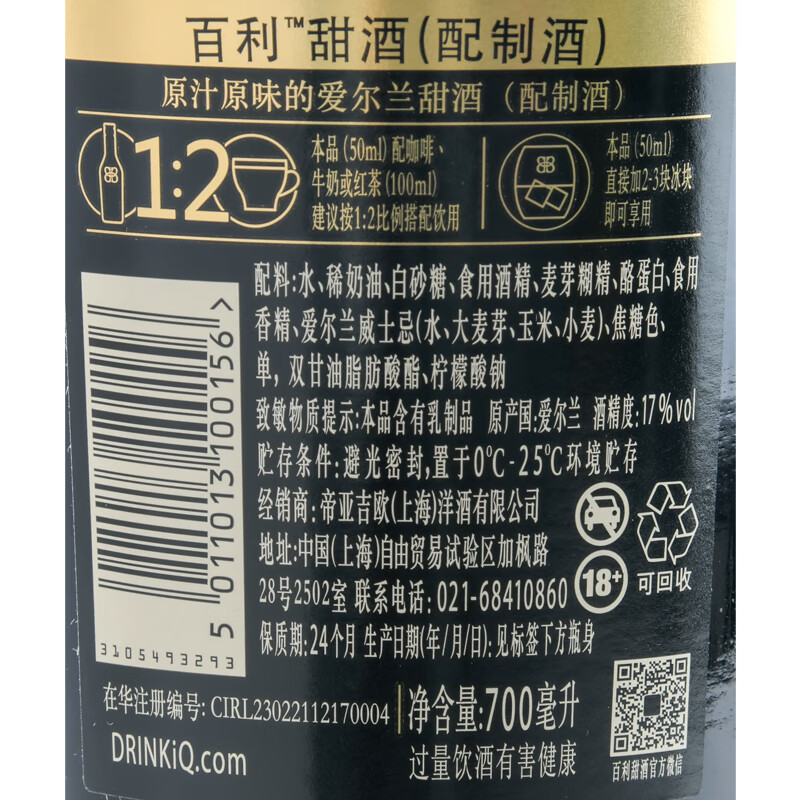 百利™甜酒(配制酒)
原汁原味的爱尔兰甜酒（配制酒）
1:2
本品(50ml)配咖啡、
牛奶或红茶(100ml)
建议按1:2比例搭配饮用
本品(50ml)
直接加2-3块冰块
即可享用
配料:水、稀奶油、白砂糖、食用酒精、麦芽糊精、酪蛋白、食用
香精、爱尔兰威士忌(水、大麦芽、玉米、小麦)、焦糖色、
单,双甘油脂肪酸酯、柠檬酸钠
致敏物质提示:本品含有乳制品 原产国:爱尔兰 酒精度:17%vol
贮存条件:避光密封,置于0℃-25℃环境贮存
经销商:帝亚吉欧(上海)洋酒有限公司
地址:中国(上海)自由贸易试验区加枫路
28号2502室 联系电话:021-68410860
保质期:24个月 生产日期(年/月/日):见标签下方瓶身
18+
可回收
5 011013 100156 >
3105493293
在华注册编号: CIRL23022112170004
DRINKiQ.com
净含量:700毫升
过量饮酒有害健康
百利甜酒官方微信